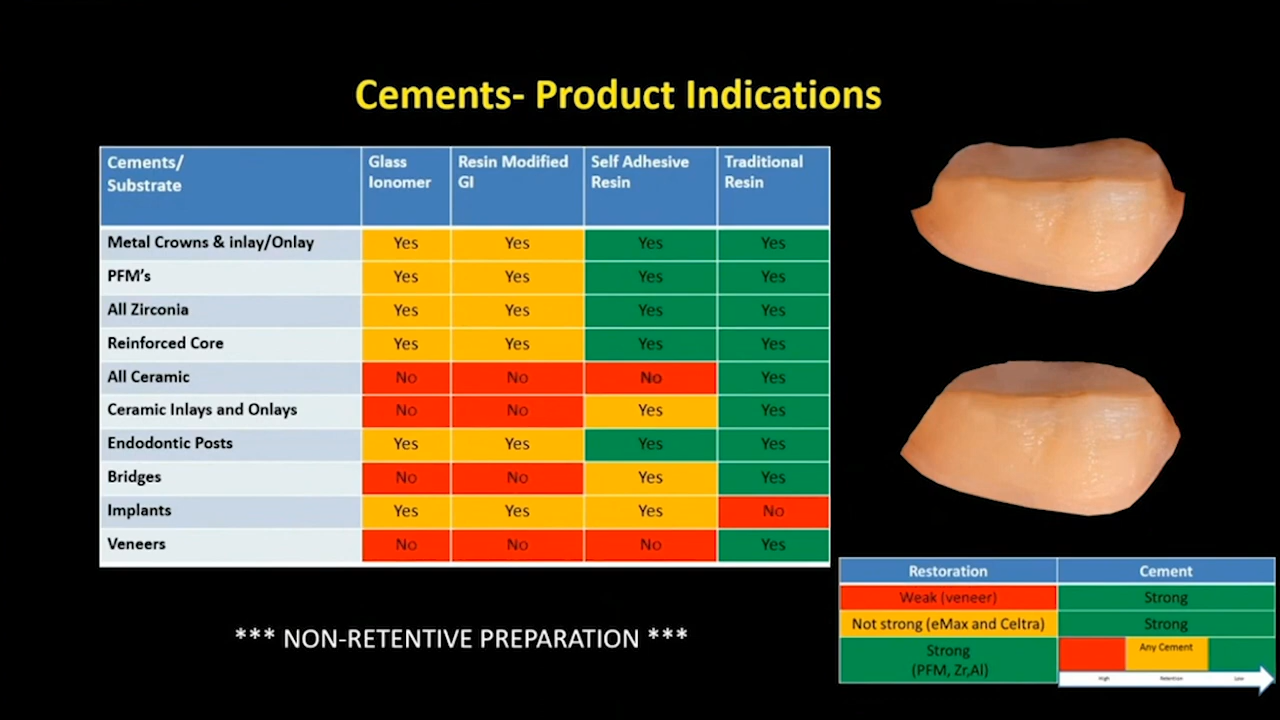 Cements- Product Indications
Cements/ Substrate Glass Ionomer Resin Modified GI Self Adhesive Resin Traditional Resin
Metal Crowns & inlay/Onlay Yes Yes Yes Yes
PFM's Yes Yes Yes Yes
All Zirconia Yes Yes Yes Yes
Reinforced Core Yes Yes Yes Yes
All Ceramic No No No Yes
Ceramic Inlays and Onlays No No Yes Yes
Endodontic Posts Yes Yes Yes Yes
Bridges No No Yes Yes
Implants Yes Yes Yes No
Veneers No No No Yes
*** NON-RETENTIVE PREPARATION ***
Restoration Cement
Weak (veneer) Strong
Not strong (eMax and Celtra) Strong
Strong
(PFM, Zr,Al)
Any Cement
High Retention Low